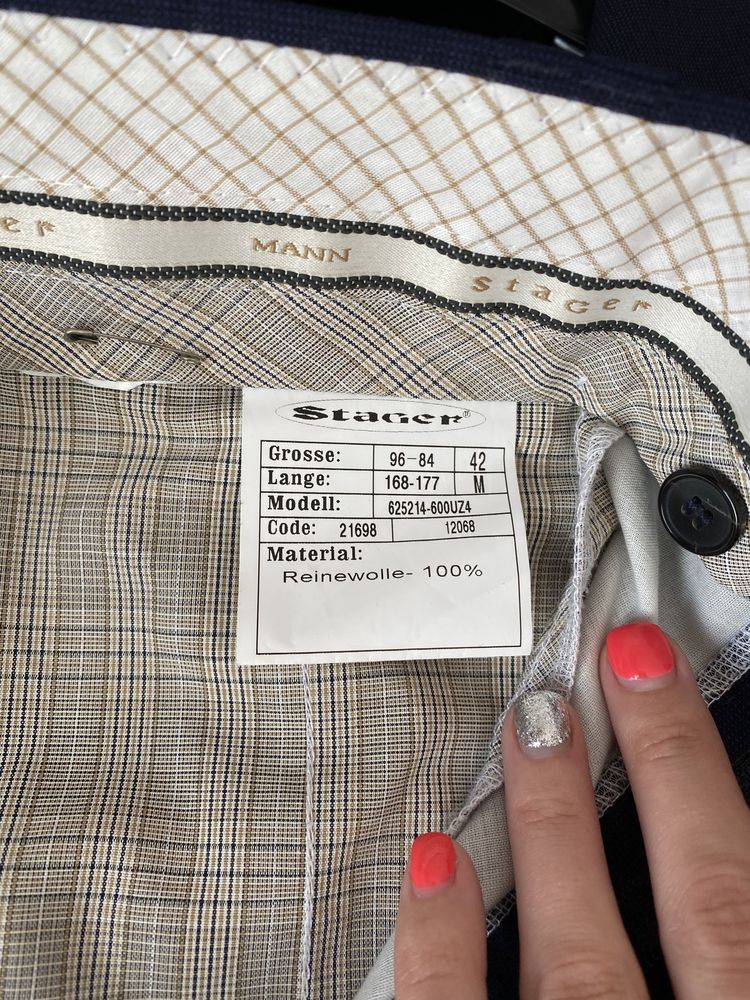 er MANN Stager
Stager®
Grosse: 96-84 42
Lange: 168-177 M
Modell: 625214-600UZ4
Code: 21698 12068
Material:
Reinewolle- 100%